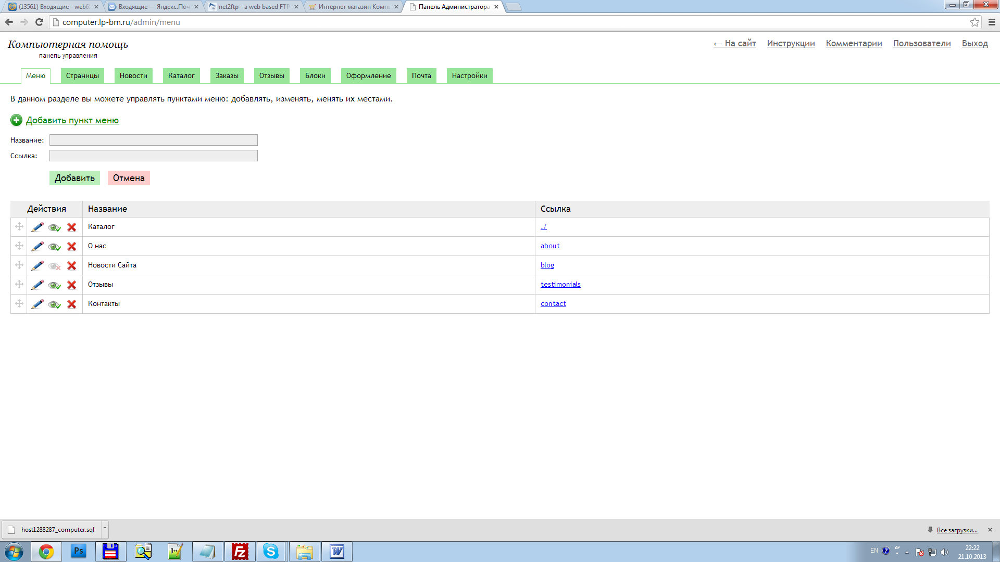 (13561) Входящие - web6
Входящие — Яндекс.Поч
net2ftp - a web based FTP
Интернет магазин Комп
Панель Администратора
computer.lp-bm.ru/admin/menu
Компьютерная помощь
панель управления
← На сайт Инструкции Комментарии Пользователи Выход
Меню Страницы Новости Каталог Заказы Отзывы Блоки Оформление Почта Настройки
В данном разделе вы можете управлять пунктами меню: добавлять, изменять, менять их местами.
Добавить пункт меню
Название:
Ссылка:
Добавить Отмена
Действия Название Ссылка
Каталог ./
О нас about
Новости Сайта blog
Отзывы testimonials
Контакты contact
host1288287_computer.sql
Все загрузки...
Ps
n++
Fz
S
W
EN
22:22
21.10.2013